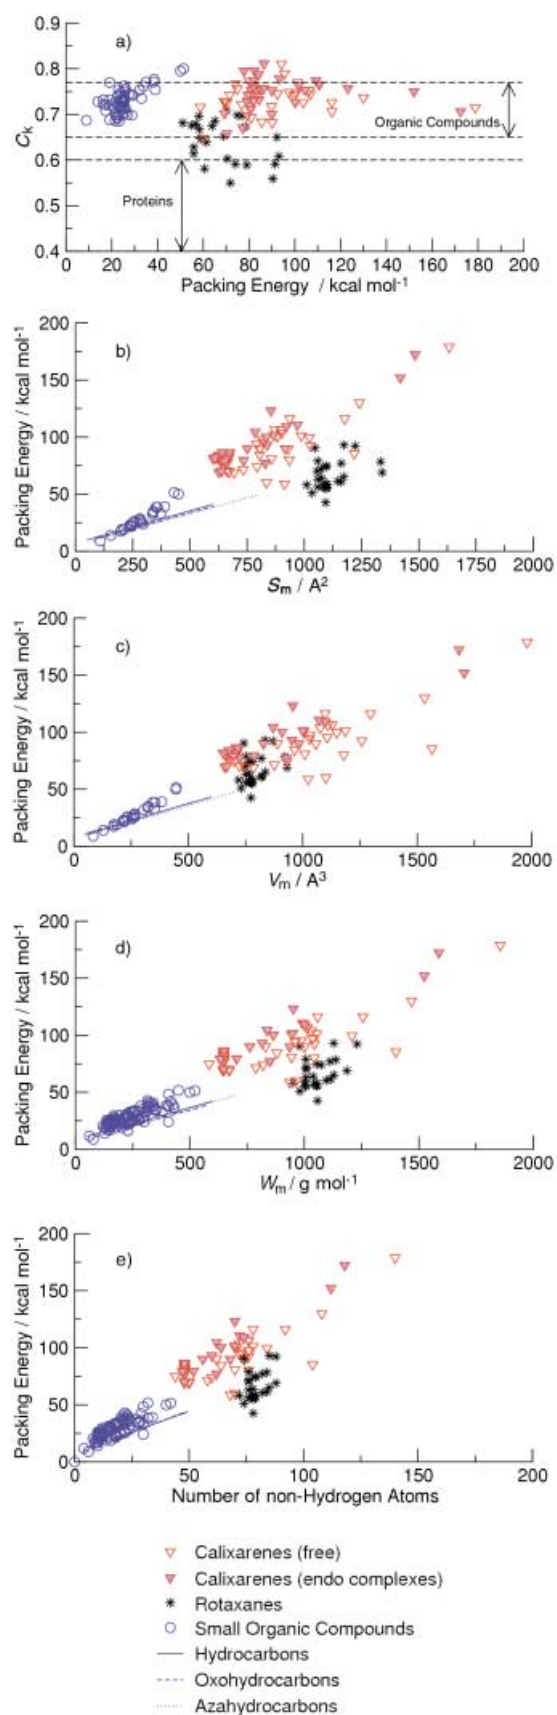 a)
0.9
0.8
0.7
0.6
0.5
0.4
Ck
Organic Compounds
Proteins
0 20 40 60 80 100 120 140 160 180 200
Packing Energy / kcal mol-1
b)
200
150
100
50
0
Packing Energy / kcal mol-1
0 250 500 750 1000 1250 1500 1750 2000
Sm / A2
c)
200
150
100
50
0
Packing Energy / kcal mol-1
0 500 1000 1500 2000
Vm / A3
d)
200
150
100
50
0
Packing Energy / kcal mol-1
0 500 1000 1500 2000
Wm / g mol-1
e)
200
150
100
50
0
Packing Energy / kcal mol-1
0 50 100 150 200
Number of non-Hydrogen Atoms
Calixarenes (free)
Calixarenes (endo complexes)
Rotaxanes
Small Organic Compounds
Hydrocarbons
Oxohydrocarbons
Azahydrocarbons